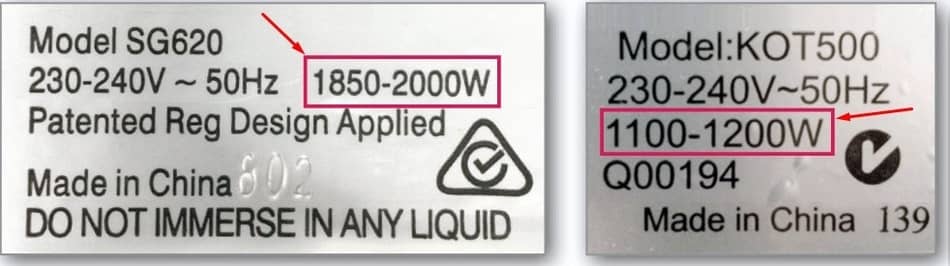 Model SG620
230-240V ~ 50Hz 1850-2000W
Patented Reg Design Applied
Made in China 602
DO NOT IMMERSE IN ANY LIQUID
Model:KOT500
230-240V~50Hz
1100-1200W
Q00194
Made in China 139